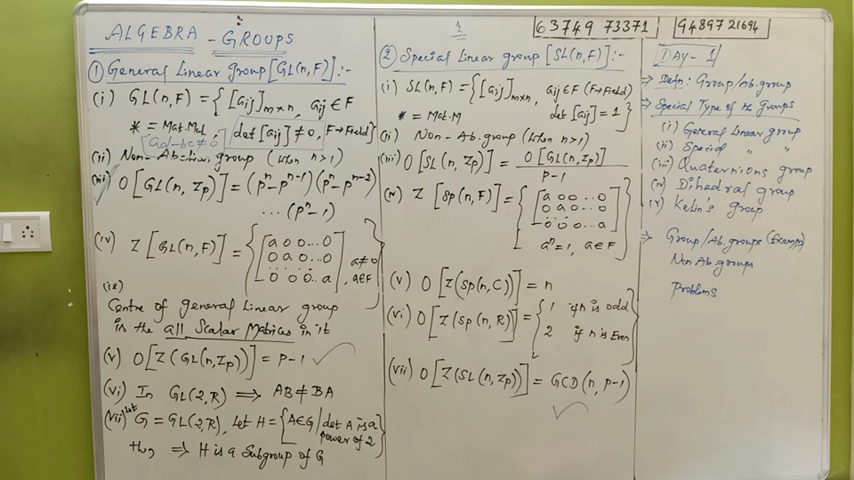 ALGEBRA - GROUPS
① General Linear group [GL(n,F)] :-
(i) GL(n,F) = { [aij]m×n, aij ∈ F
* = Mat.Mul det[aij] ≠ 0, F→Field }
ad-bc≠0
(ii) Non-Abelian group (when n>1)
(iii) O[GL(n, Zp)] = (p^n - p^n-1)(p^n - p^n-2)
... (p^n - 1)
(iv) Z[GL(n,F)] = { [a 0 0 ... 0
0 a 0 ... 0
...
0 0 0 ... a] a≠0, a∈F }
(ie)
Centre of general Linear group
is the all Scalar Matrices in it
(v) O[Z(GL(n,Zp))] = p-1
(vi) In GL(2,R) ⟹ AB≠BA
(vii) Let G = GL(2,R), Let H = {A∈G / det A is a
power of 2}
⟹ H is a Subgroup of G
2
② Special Linear group [SL(n,F)] :-
(i) SL(n,F) = { [aij]m×n, aij ∈ F (F→Field)
* = Mat.M det[aij] = 1 }
(ii) Non-Ab.group (when n>1)
(iii) O[SL(n, Zp)] = O[GL(n,Zp)] / p-1
(iv) Z[Sp(n,F)] = { [a 0 0 ... 0
0 a 0 ... 0
...
0 0 0 ... a]
a^n = 1, a∈F }
(v) O[Z(Sp(n,C))] = n
(vi) O[Z(Sp(n,R))] = { 1 if n is odd
2 if n is Even }
(vii) O[Z(SL(n,Zp))] = GCD(n, p-1)
63749 73371
9489721694
DAY - 1
⇒ Defn: Group/Ab.group
⇒ Special Type of the Groups
(i) General Linear group
(ii) Special " "
(iii) Quaternions group
(iv) Dihedral group
(v) Kelin's group
⇒ Group/Ab.groups (Examps)
Non Ab.groups
Problems